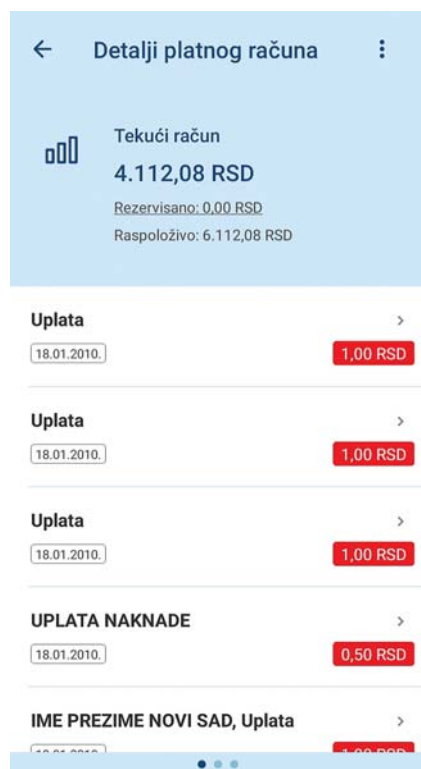 Detalji platnog računa
Tekući račun
4.112,08 RSD
Rezervisano: 0,00 RSD
Raspoloživo: 6.112,08 RSD
Uplata
18.01.2010.
1,00 RSD
Uplata
18.01.2010.
1,00 RSD
Uplata
18.01.2010.
1,00 RSD
UPLATA NAKNADE
18.01.2010.
0,50 RSD
IME PREZIME NOVI SAD, Uplata